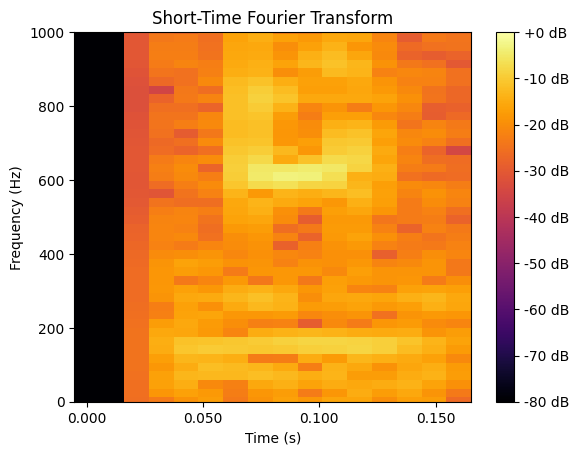 Short-Time Fourier Transform
Frequency (Hz)
1000
800
600
400
200
0
0.000
0.050
0.100
0.150
Time (s)
+0 dB
-10 dB
-20 dB
-30 dB
-40 dB
-50 dB
-60 dB
-70 dB
-80 dB